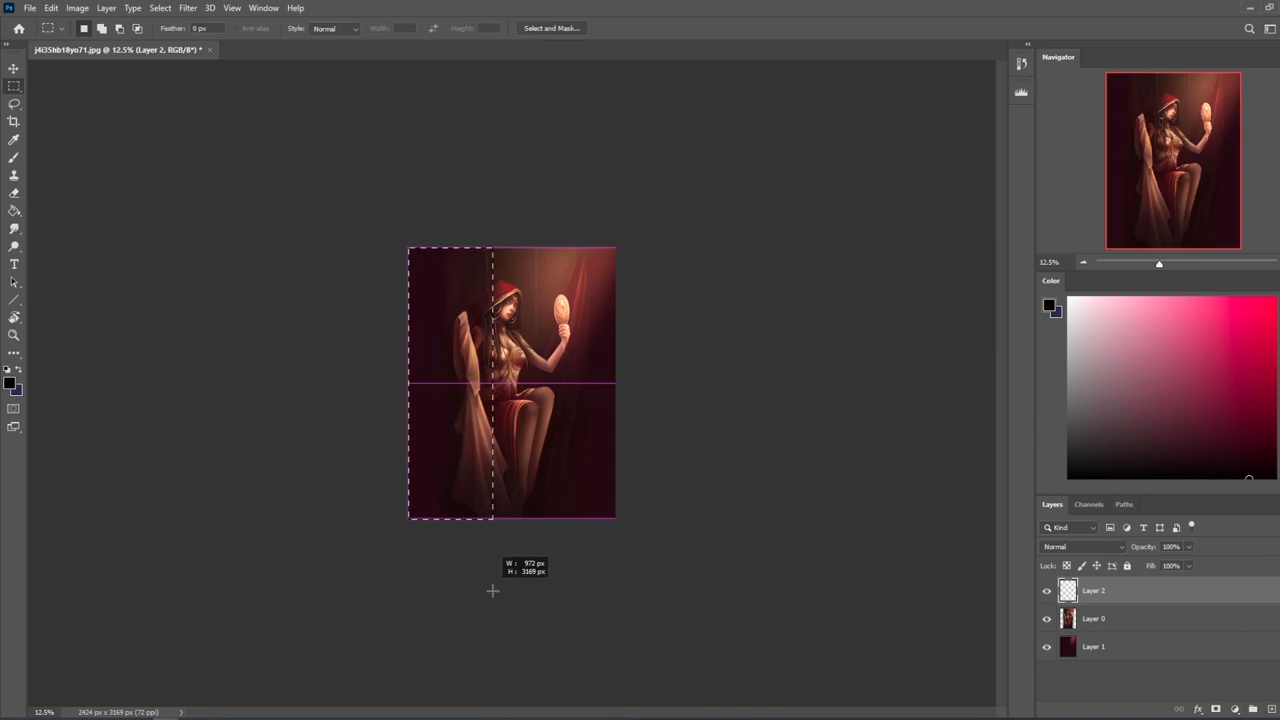 Ps File Edit Image Layer Type Select Filter 3D View Window Help
Feather: 0 px Anti-alias Style: Normal Width: Height: Select and Mask...
j4i35hb18yo71.jpg @ 12.5% (Layer 2, RGB/8*) * ×
Navigator
12.5%
Color
W : 972 px
H : 3169 px
Layers Channels Paths
Kind
Normal Opacity: 100%
Lock: Fill: 100%
Layer 2
Layer 0
Layer 1
fx
12.5% 2424 px x 3169 px (72 ppi)